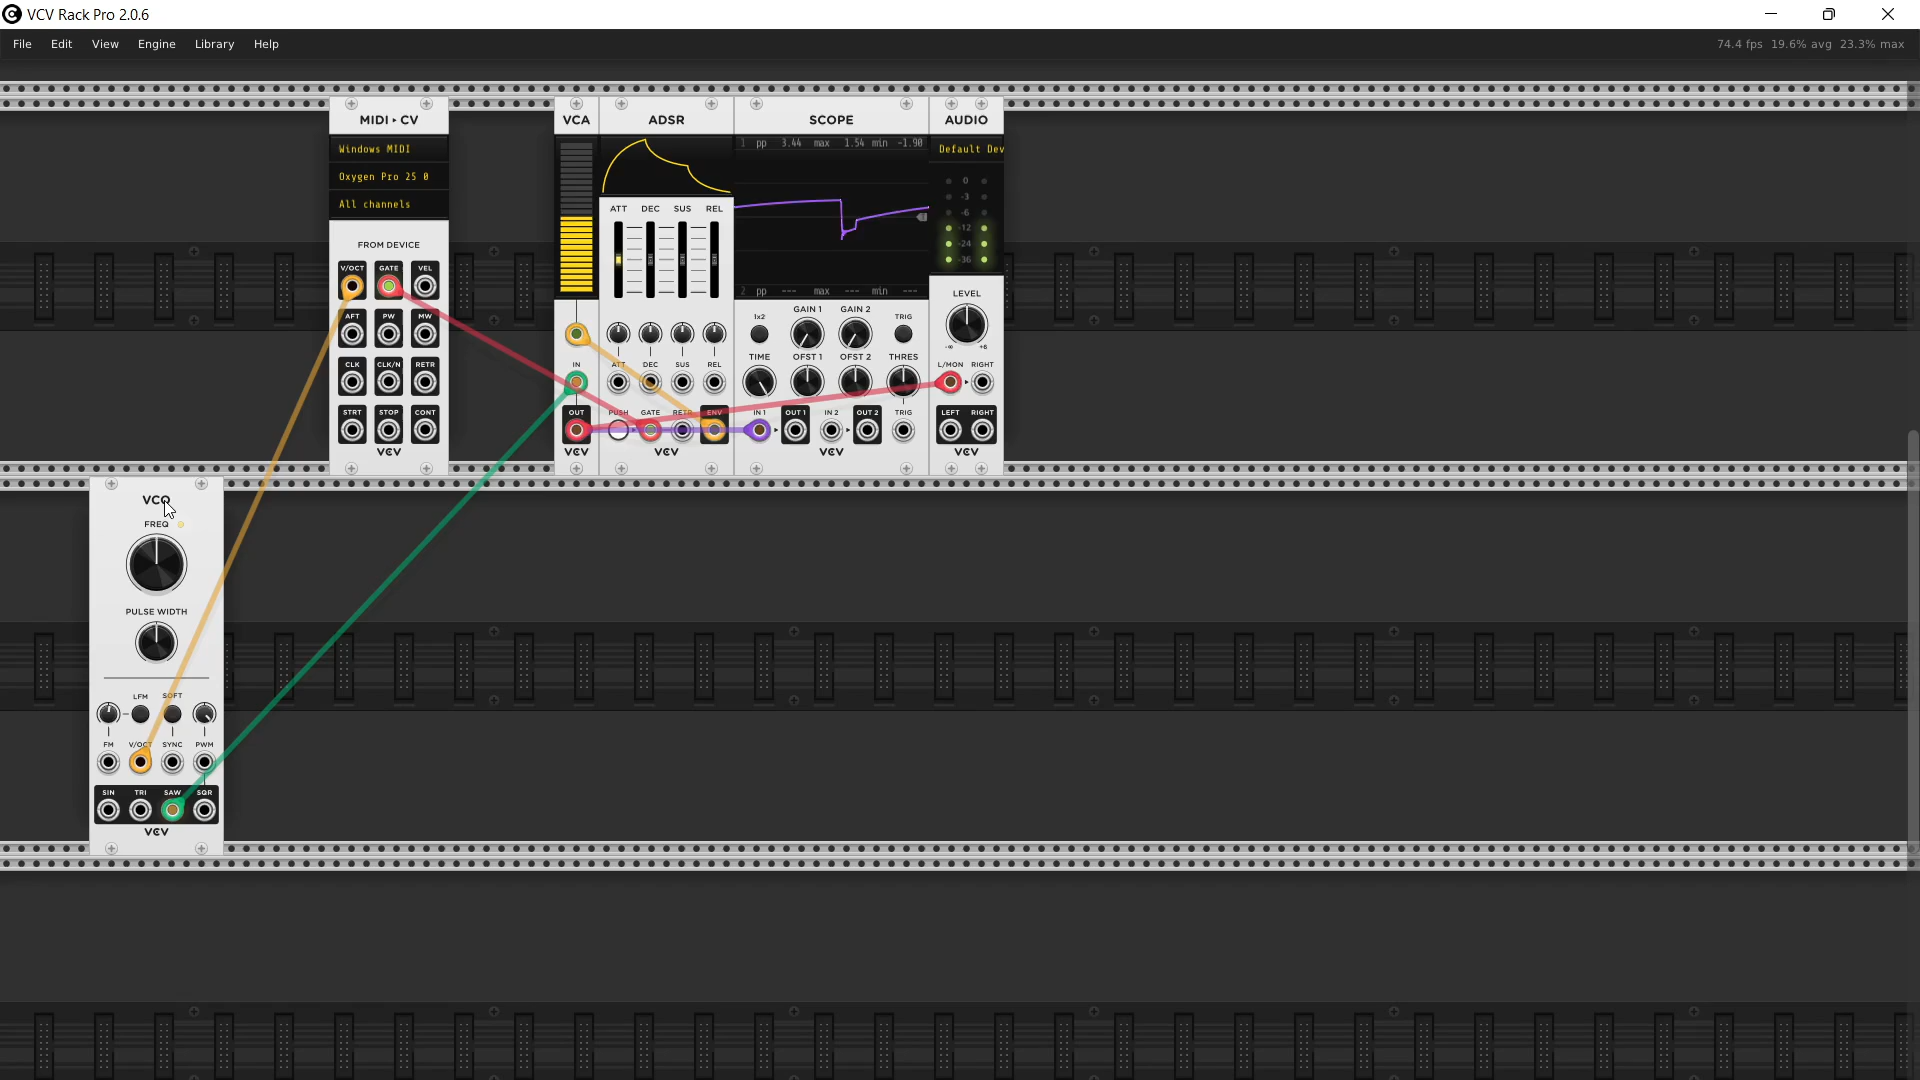 VCV Rack Pro 2.0.6
File Edit View Engine Library Help
74.4 fps 19.6% avg 23.3% max
MIDI ▸ CV
Windows MIDI
Oxygen Pro 25 0
All channels
FROM DEVICE
V/OCT GATE VEL
AFT PW MW
CLK CLK/N RETR
STRT STOP CONT
VCV
VCA
IN
OUT
VCV
ADSR
ATT DEC SUS REL
ATT DEC SUS REL
PUSH GATE RETR ENV
VCV
SCOPE
1 pp 3.44 max 1.54 min -1.90
2 pp --- max --- min ---
1x2 GAIN 1 GAIN 2 TRIG
TIME OFST 1 OFST 2 THRES
IN 1 OUT 1 IN 2 OUT 2 TRIG
VCV
AUDIO
Default Dev
0
-3
-6
-12
-24
-36
LEVEL
-∞ +6
L/MON RIGHT
LEFT RIGHT
VCV
VCO
FREQ
PULSE WIDTH
LFM SOFT
FM V/OCT SYNC PWM
SIN TRI SAW SQR
VCV